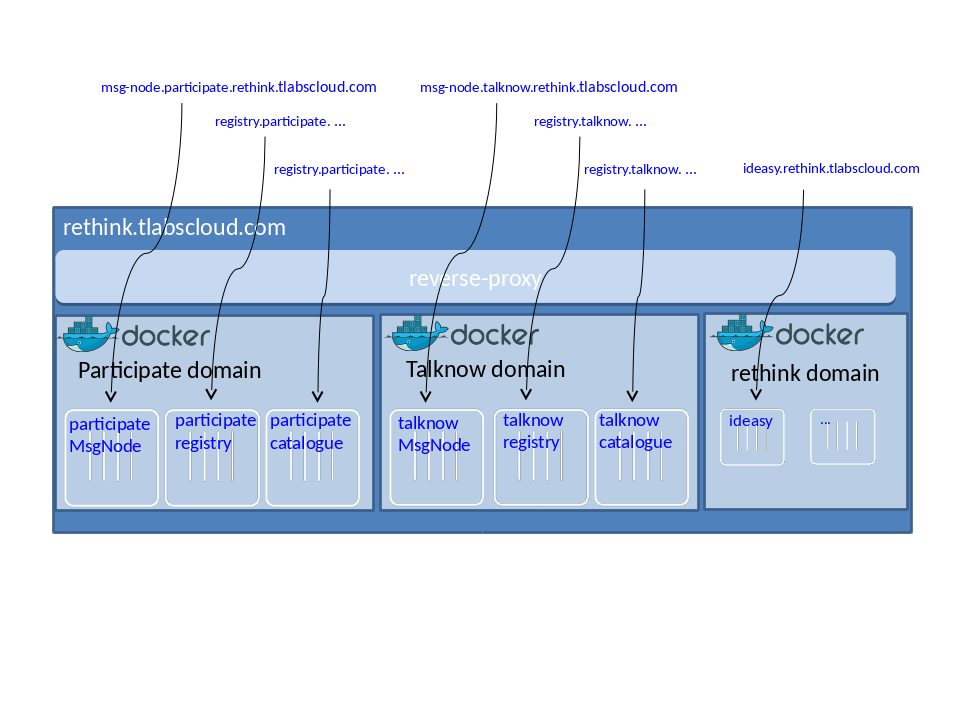 msg-node.participate.rethink.tlabscloud.com
msg-node.talknow.rethink.tlabscloud.com
registry.participate. ...
registry.talknow. ...
registry.participate. ...
registry.talknow. ...
ideasy.rethink.tlabscloud.com
rethink.tlabscloud.com
reverse-proxy
docker
Participate domain
participate
MsgNode
participate
registry
participate
catalogue
docker
Talknow domain
talknow
MsgNode
talknow
registry
talknow
catalogue
docker
rethink domain
ideasy
...